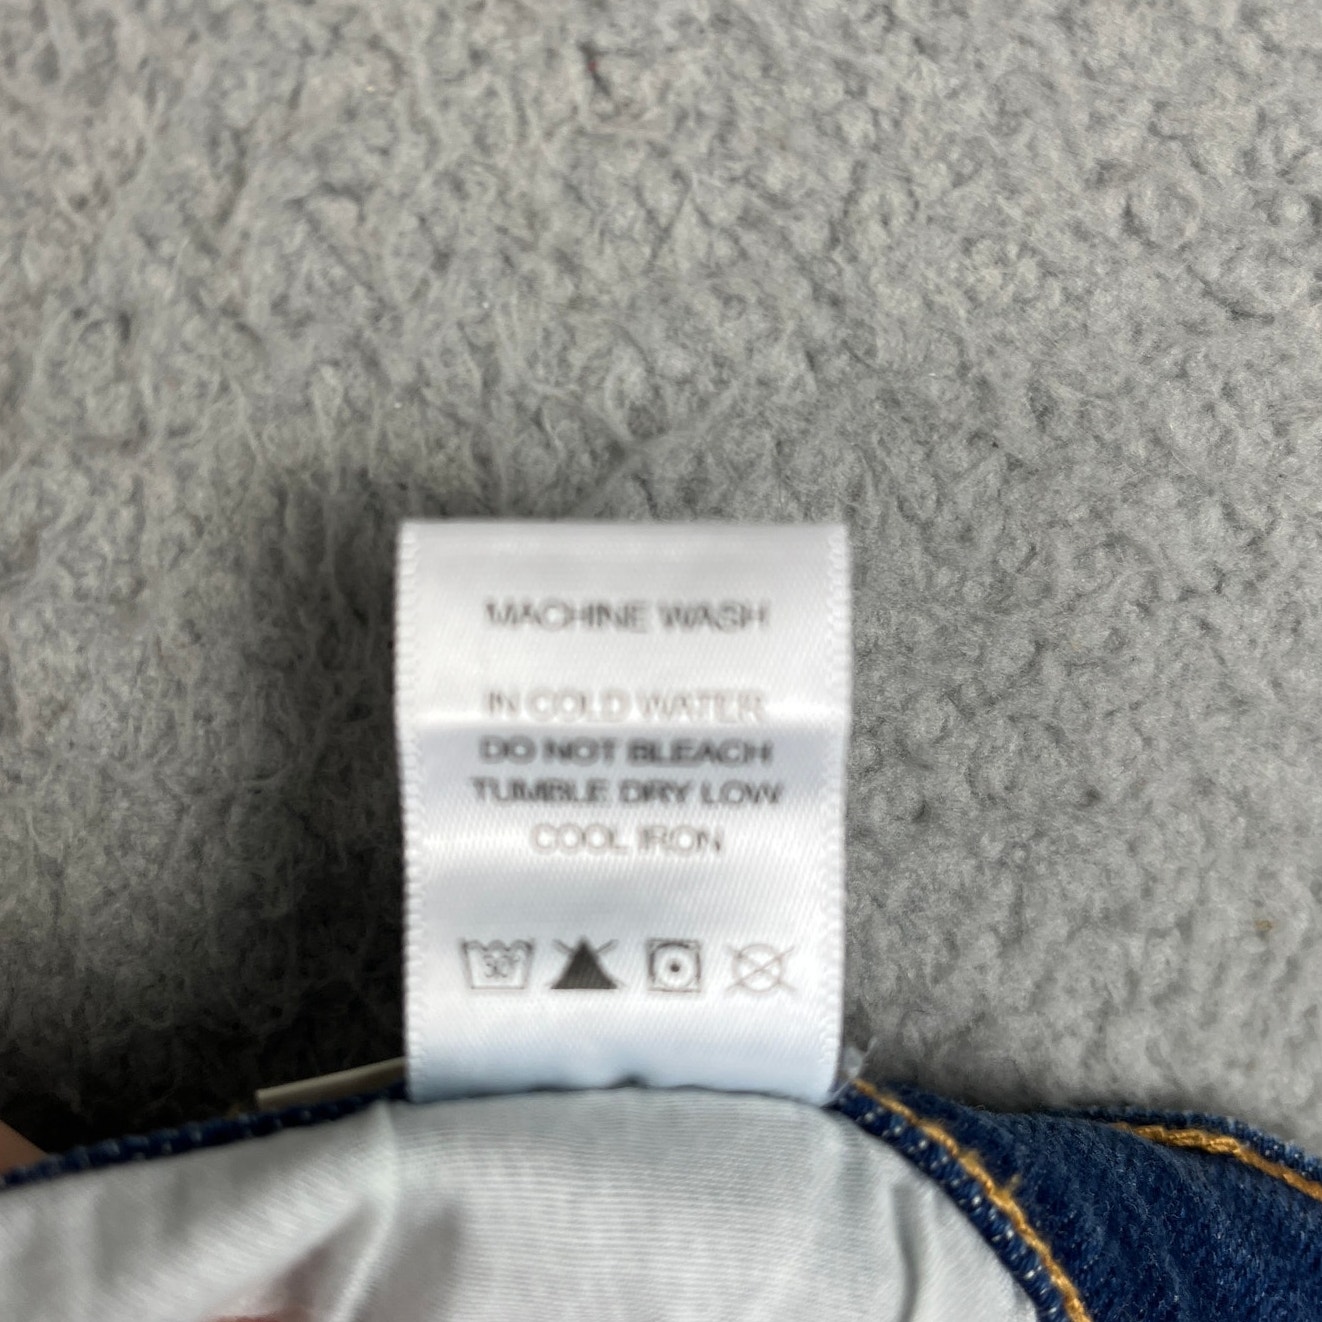 MACHINE WASH
IN COLD WATER
DO NOT BLEACH
TUMBLE DRY LOW
COOL IRON
30°